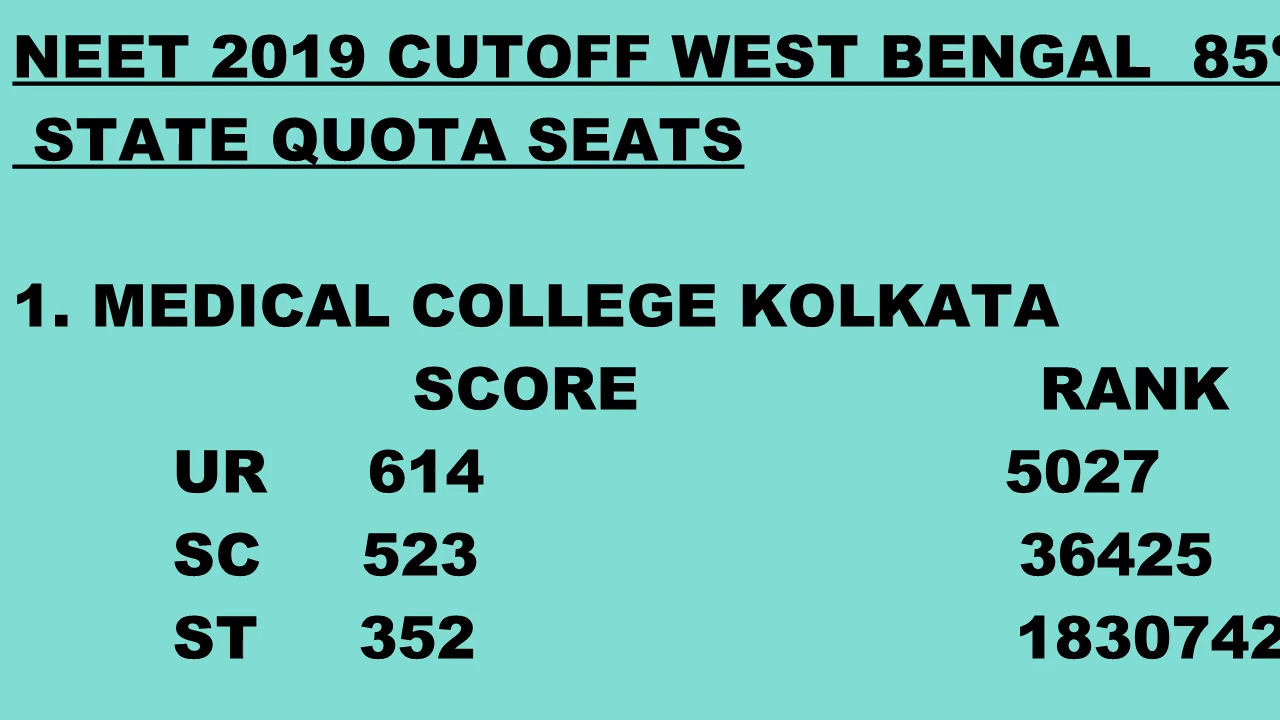 NEET 2019 CUTOFF WEST BENGAL 85%
STATE QUOTA SEATS
1. MEDICAL COLLEGE KOLKATA
SCORE RANK
UR 614 5027
SC 523 36425
ST 352 1830742